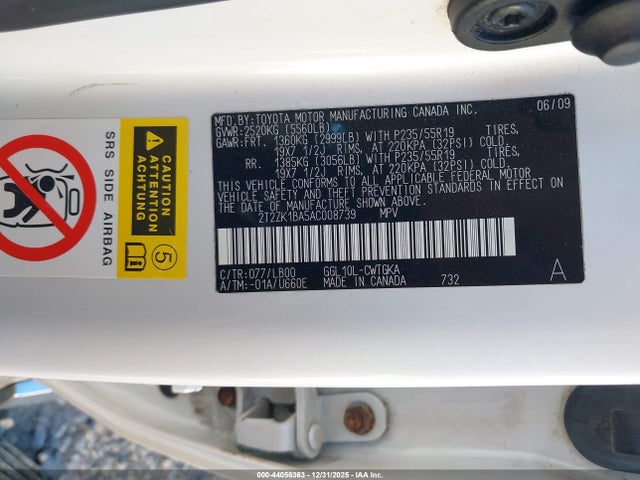 MFD.BY:TOYOTA MOTOR MANUFACTURING CANADA INC. 06/09
GVWR:2520KG (5560LB)
GAWR:FRT. 1360KG (2999LB) WITH P235/55R19 TIRES,
19X7 1/2J RIMS, AT 220KPA (32PSI) COLD.
RR. 1385KG (3056LB) WITH P235/55R19 TIRES,
19X7 1/2J RIMS, AT 220KPA (32PSI) COLD.
THIS VEHICLE CONFORMS TO ALL APPLICABLE FEDERAL MOTOR
VEHICLE SAFETY AND THEFT PREVENTION STANDARDS IN EFFECT ON
THE DATE OF MANUFACTURE SHOWN ABOVE.
2T2ZK1BA5AC008739 MPV
C/TR:077/LB00 GGL10L-CWTGKA
A/TM:-01A/U660E MADE IN CANADA 732 A
SRS SIDE AIRBAG
CAUTION
ATTENTION
ACHTUNG
5
900-44056363 - 12/31/2025 - © IAA Inc.